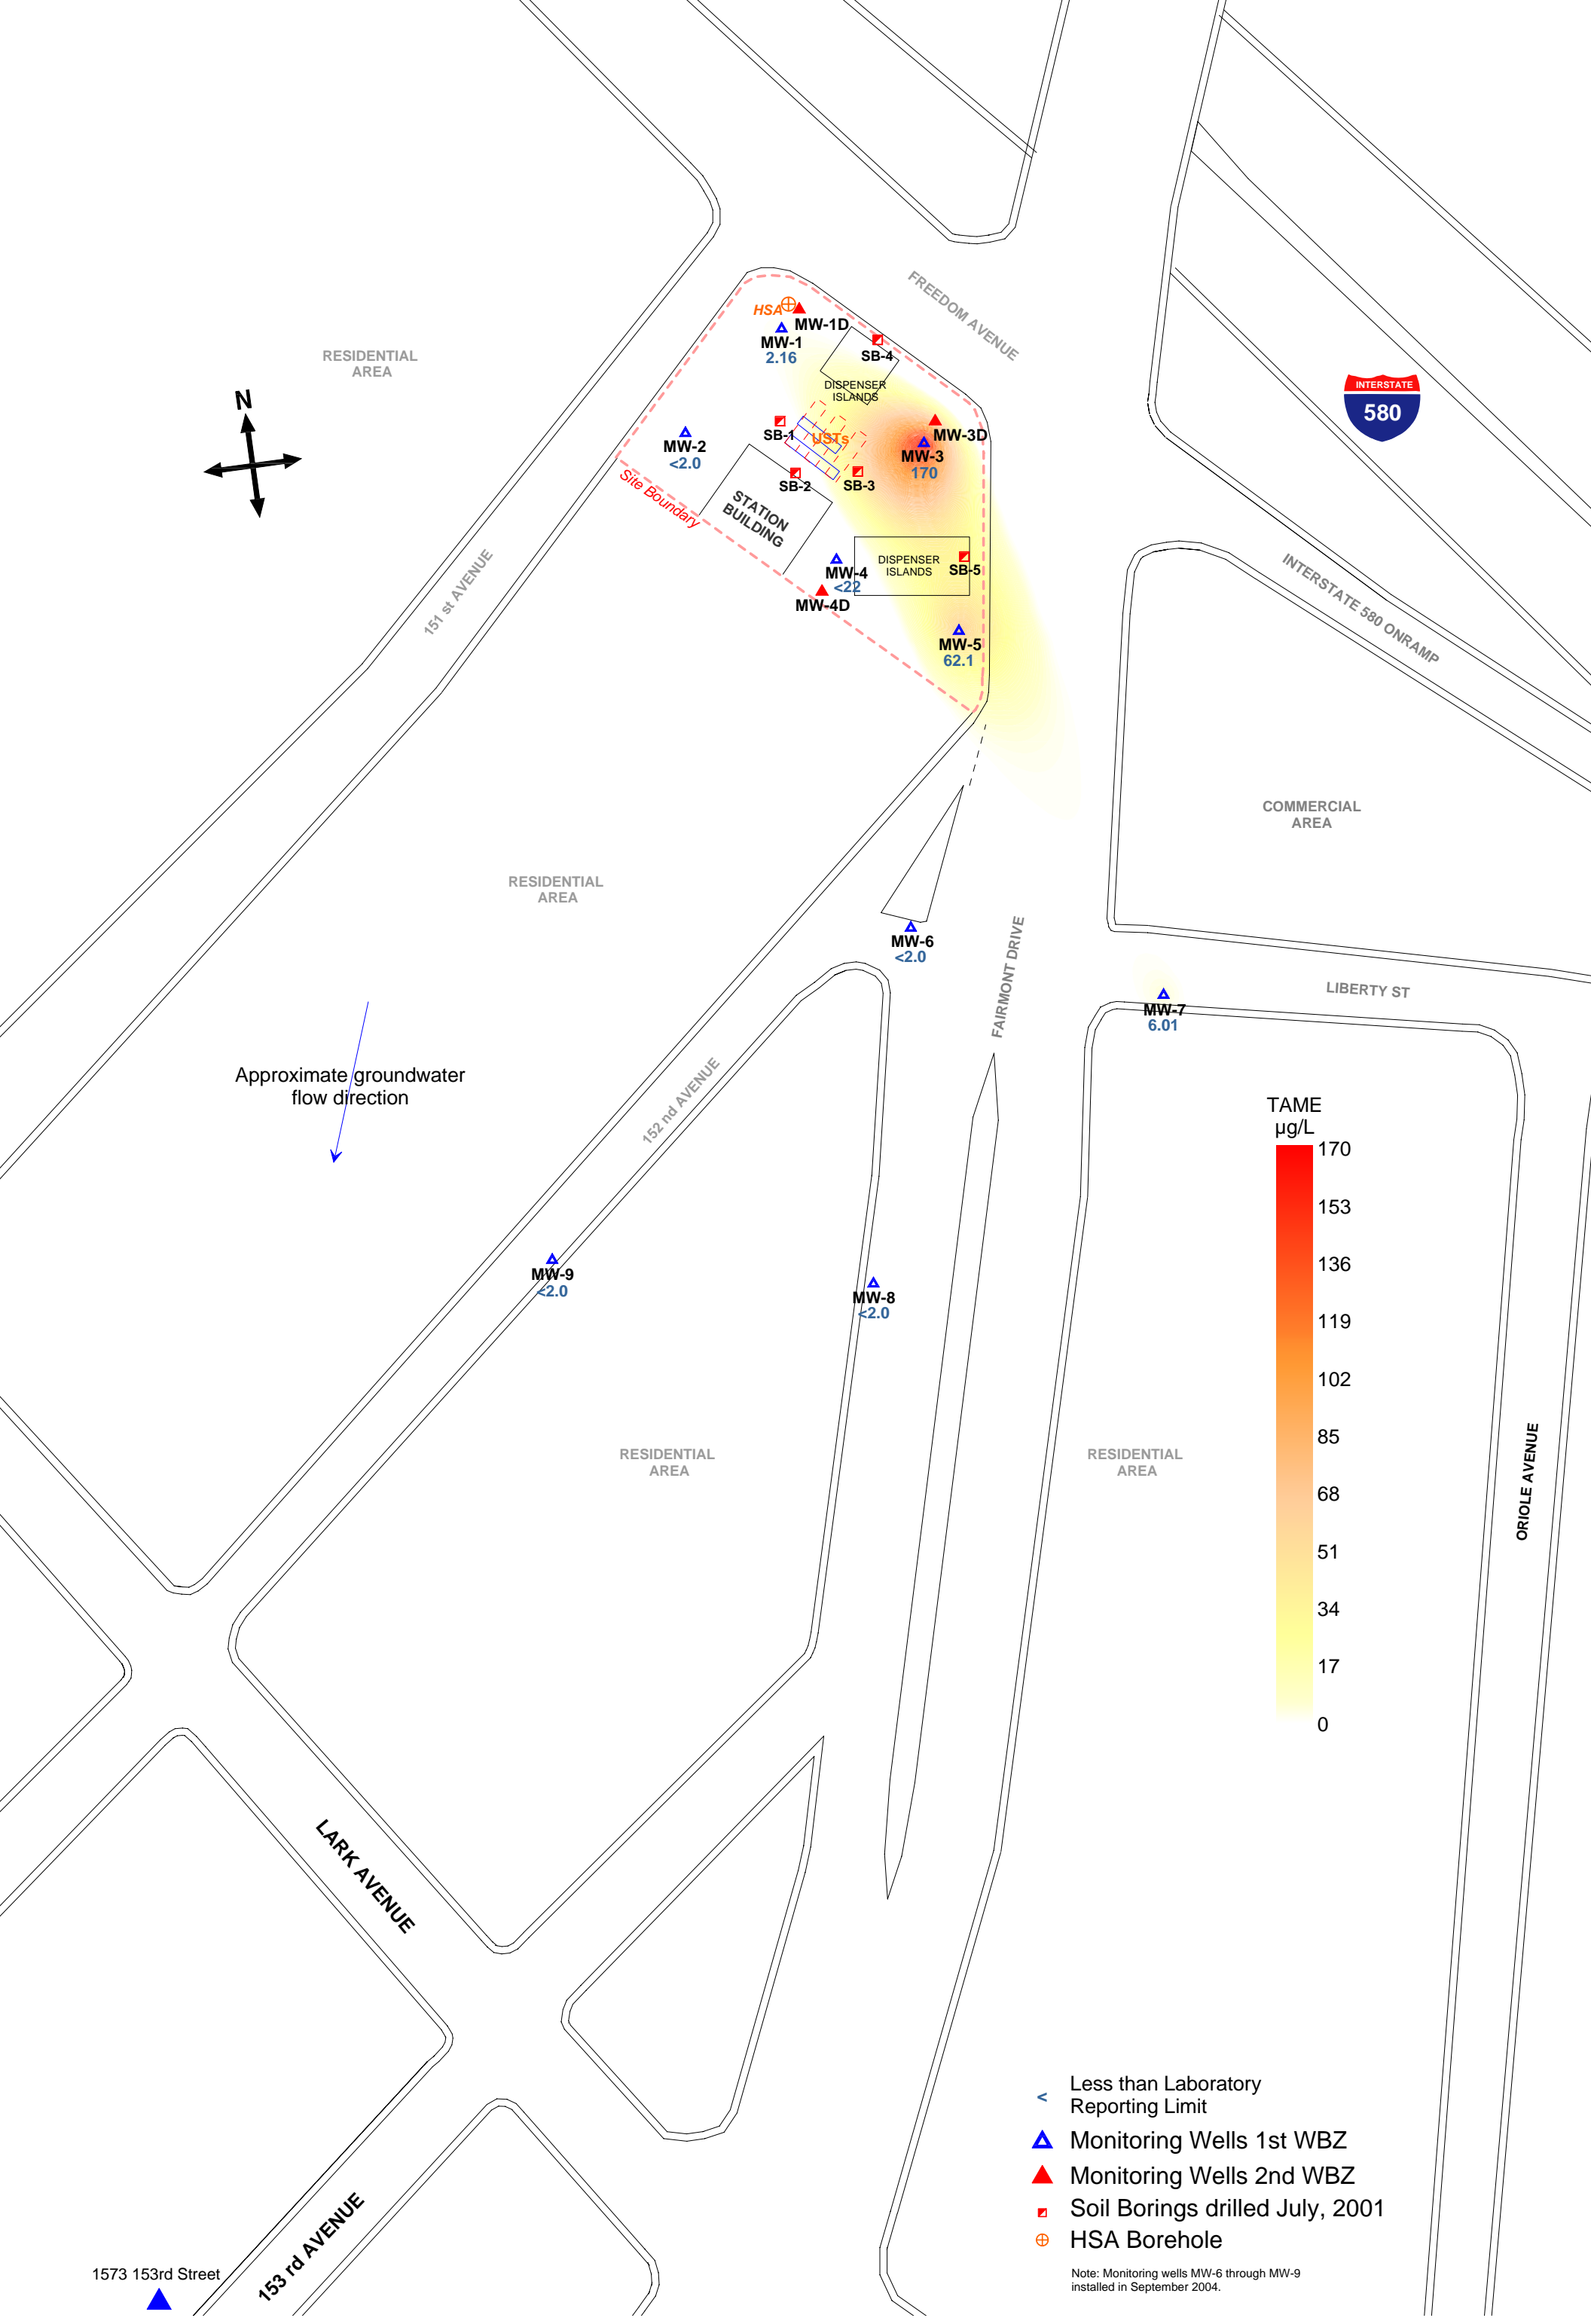 FREEDOM AVENUE
HSA
MW-1D
MW-1
2.16
SB-4
RESIDENTIAL
AREA
DISPENSER
ISLANDS
INTERSTATE
580
N
SB-1
USTs
MW-3D
MW-2
<2.0
MW-3
170
Site Boundary
SB-2
SB-3
STATION
BUILDING
151 st AVENUE
MW-4
<22
MW-4D
DISPENSER
ISLANDS
SB-5
INTERSTATE 580 ONRAMP
MW-5
62.1
COMMERCIAL
AREA
RESIDENTIAL
AREA
MW-6
<2.0
FAIRMONT DRIVE
LIBERTY ST
MW-7
6.01
Approximate groundwater
flow direction
152 nd AVENUE
TAME
µg/L
170
153
136
119
102
85
68
51
34
17
0
MW-9
<2.0
MW-8
<2.0
RESIDENTIAL
AREA
RESIDENTIAL
AREA
ORIOLE AVENUE
LARK AVENUE
< Less than Laboratory
Reporting Limit
Monitoring Wells 1st WBZ
Monitoring Wells 2nd WBZ
Soil Borings drilled July, 2001
HSA Borehole
Note: Monitoring wells MW-6 through MW-9
installed in September 2004.
153 rd AVENUE
1573 153rd Street